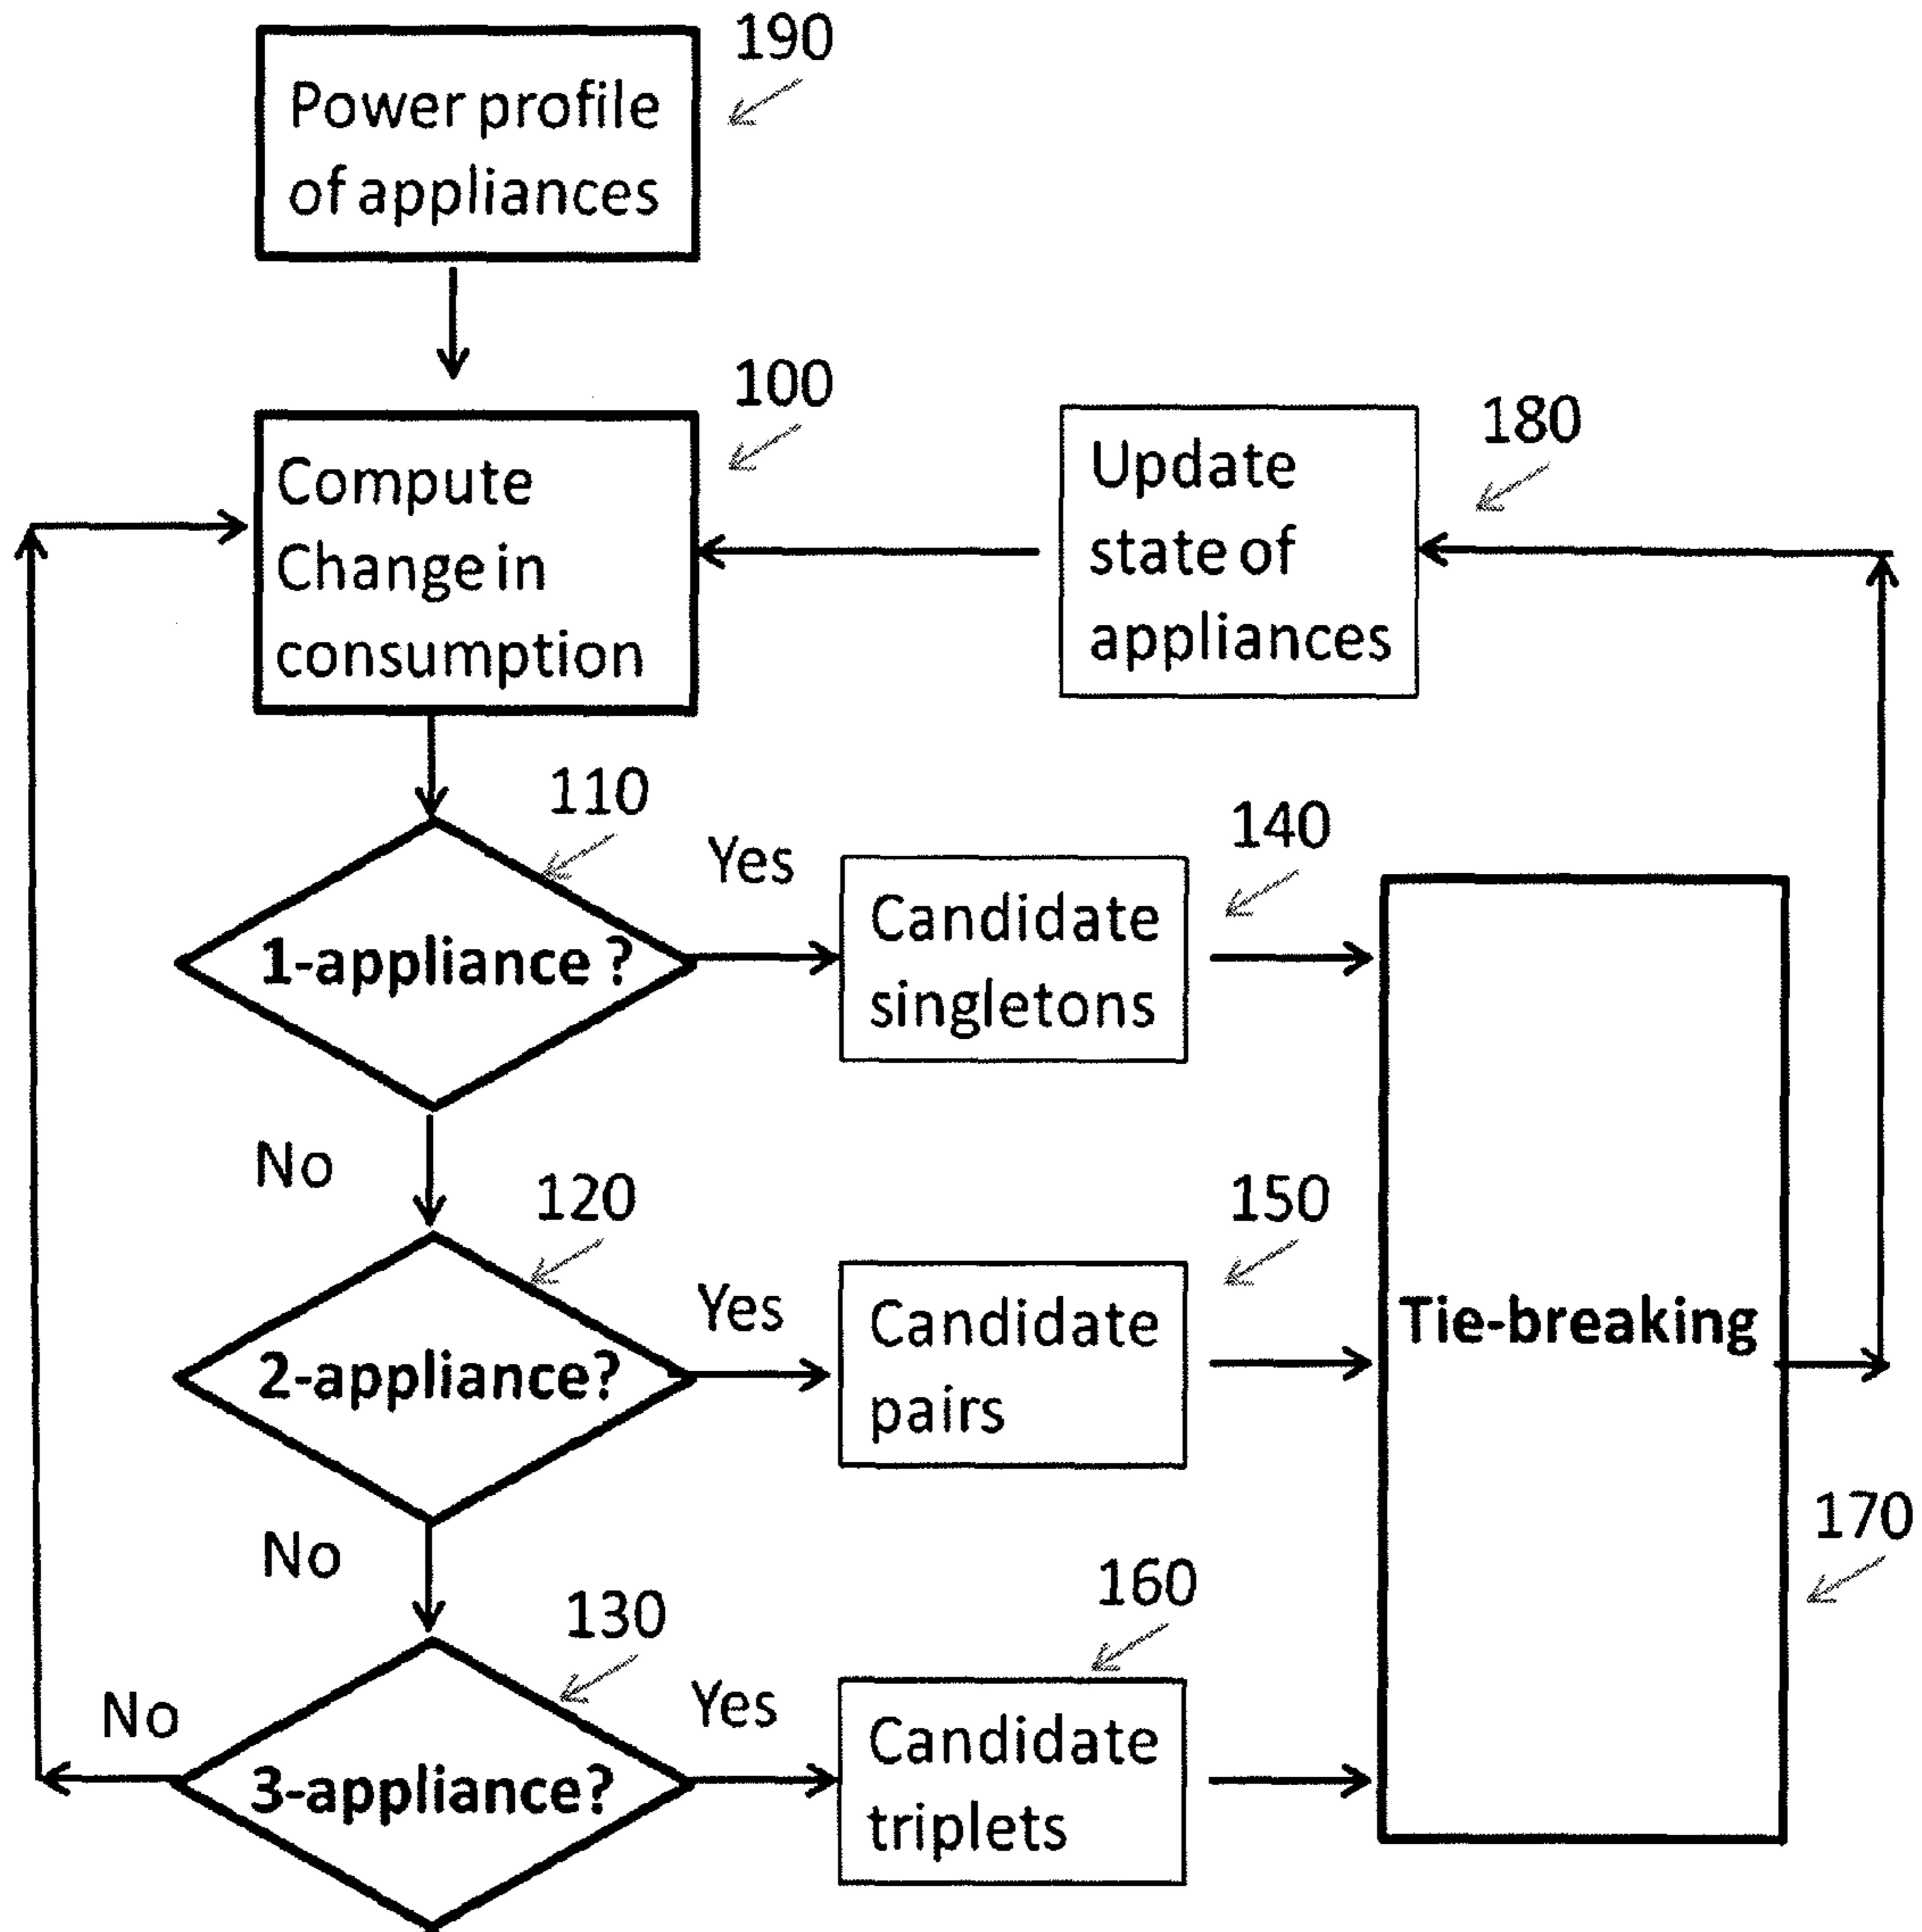 190
Power profile
of appliances
100
Compute
Change in
consumption
180
Update
state of
appliances
110
1-appliance ?
Yes
140
Candidate
singletons
No
120
2-appliance?
Yes
150
Candidate
pairs
Tie-breaking
170
No
130
3-appliance?
No
Yes
160
Candidate
triplets